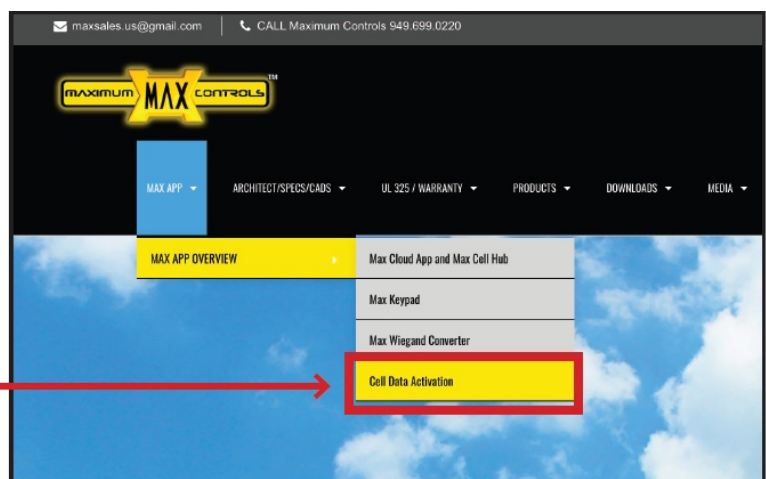 maxsales.us@gmail.com CALL Maximum Controls 949.699.0220
MAXIMUM MAX CONTROLS TM
MAX APP ARCHITECT/SPECS/CADS UL 325 / WARRANTY PRODUCTS DOWNLOADS MEDIA
MAX APP OVERVIEW
Max Cloud App and Max Cell Hub
Max Keypad
Max Wiegand Converter
Cell Data Activation